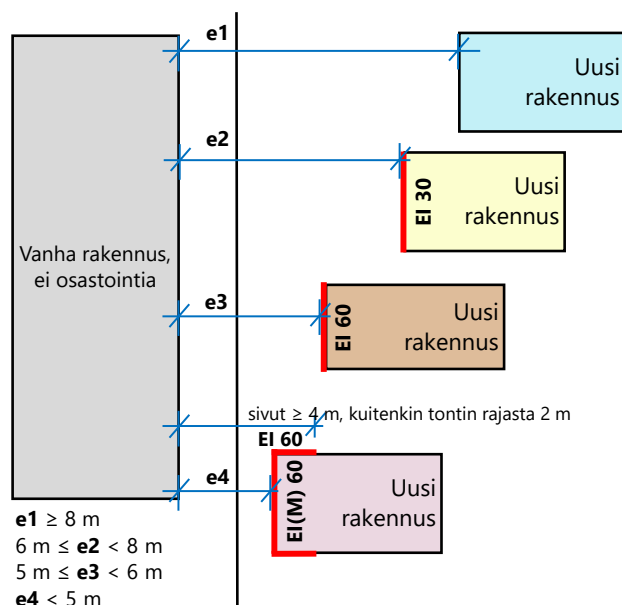 e1
Uusi
rakennus
e2
EI 30
Uusi
rakennus
Vanha rakennus,
ei osastointia
e3
EI 60
Uusi
rakennus
sivut ≥ 4 m, kuitenkin tontin rajasta 2 m
EI 60
e4
EI(M) 60
Uusi
rakennus
e1 ≥ 8 m
6 m ≤ e2 < 8 m
5 m ≤ e3 < 6 m
e4 < 5 m